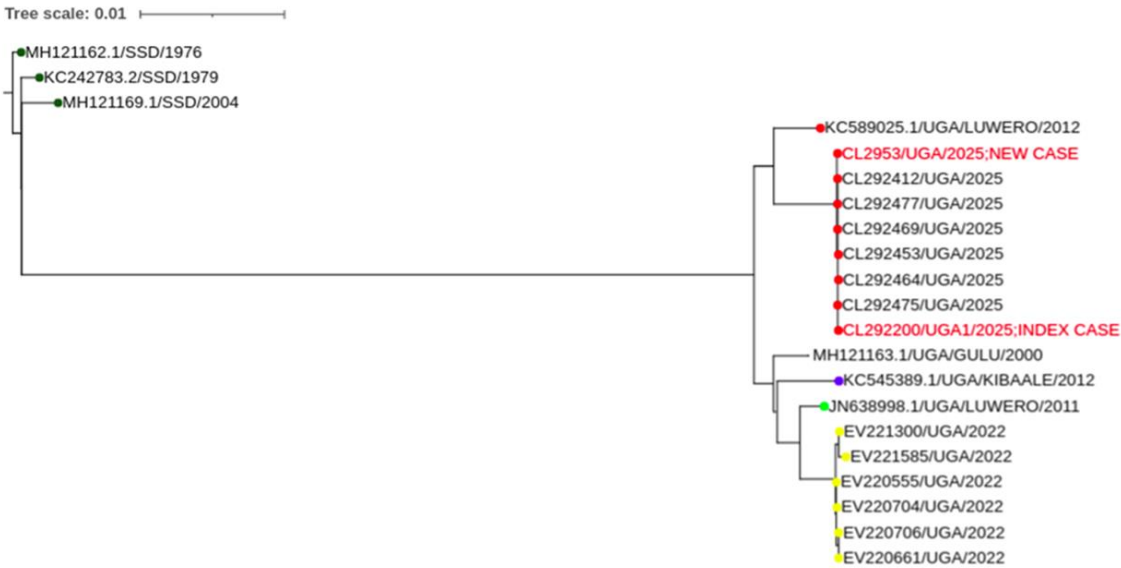 Tree scale: 0.01
MH121162.1/SSD/1976
KC242783.2/SSD/1979
MH121169.1/SSD/2004
KC589025.1/UGA/LUWERO/2012
CL2953/UGA/2025;NEW CASE
CL292412/UGA/2025
CL292477/UGA/2025
CL292469/UGA/2025
CL292453/UGA/2025
CL292464/UGA/2025
CL292475/UGA/2025
CL292200/UGA1/2025;INDEX CASE
MH121163.1/UGA/GULU/2000
KC545389.1/UGA/KIBAALE/2012
JN638998.1/UGA/LUWERO/2011
EV221300/UGA/2022
EV221585/UGA/2022
EV220555/UGA/2022
EV220704/UGA/2022
EV220706/UGA/2022
EV220661/UGA/2022